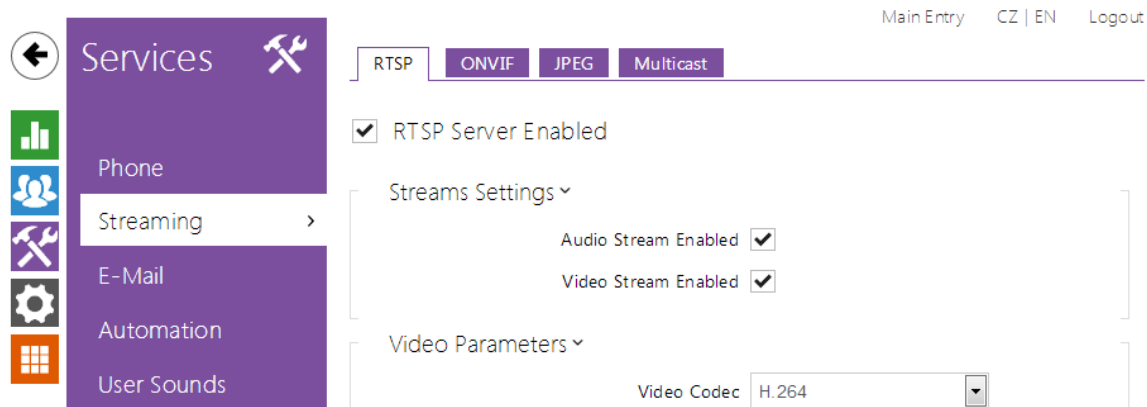 Main Entry CZ | EN Logout
Services
RTSP ONVIF JPEG Multicast
RTSP Server Enabled
Phone
Streaming
E-Mail
Automation
User Sounds
Streams Settings
Audio Stream Enabled
Video Stream Enabled
Video Parameters
Video Codec H.264